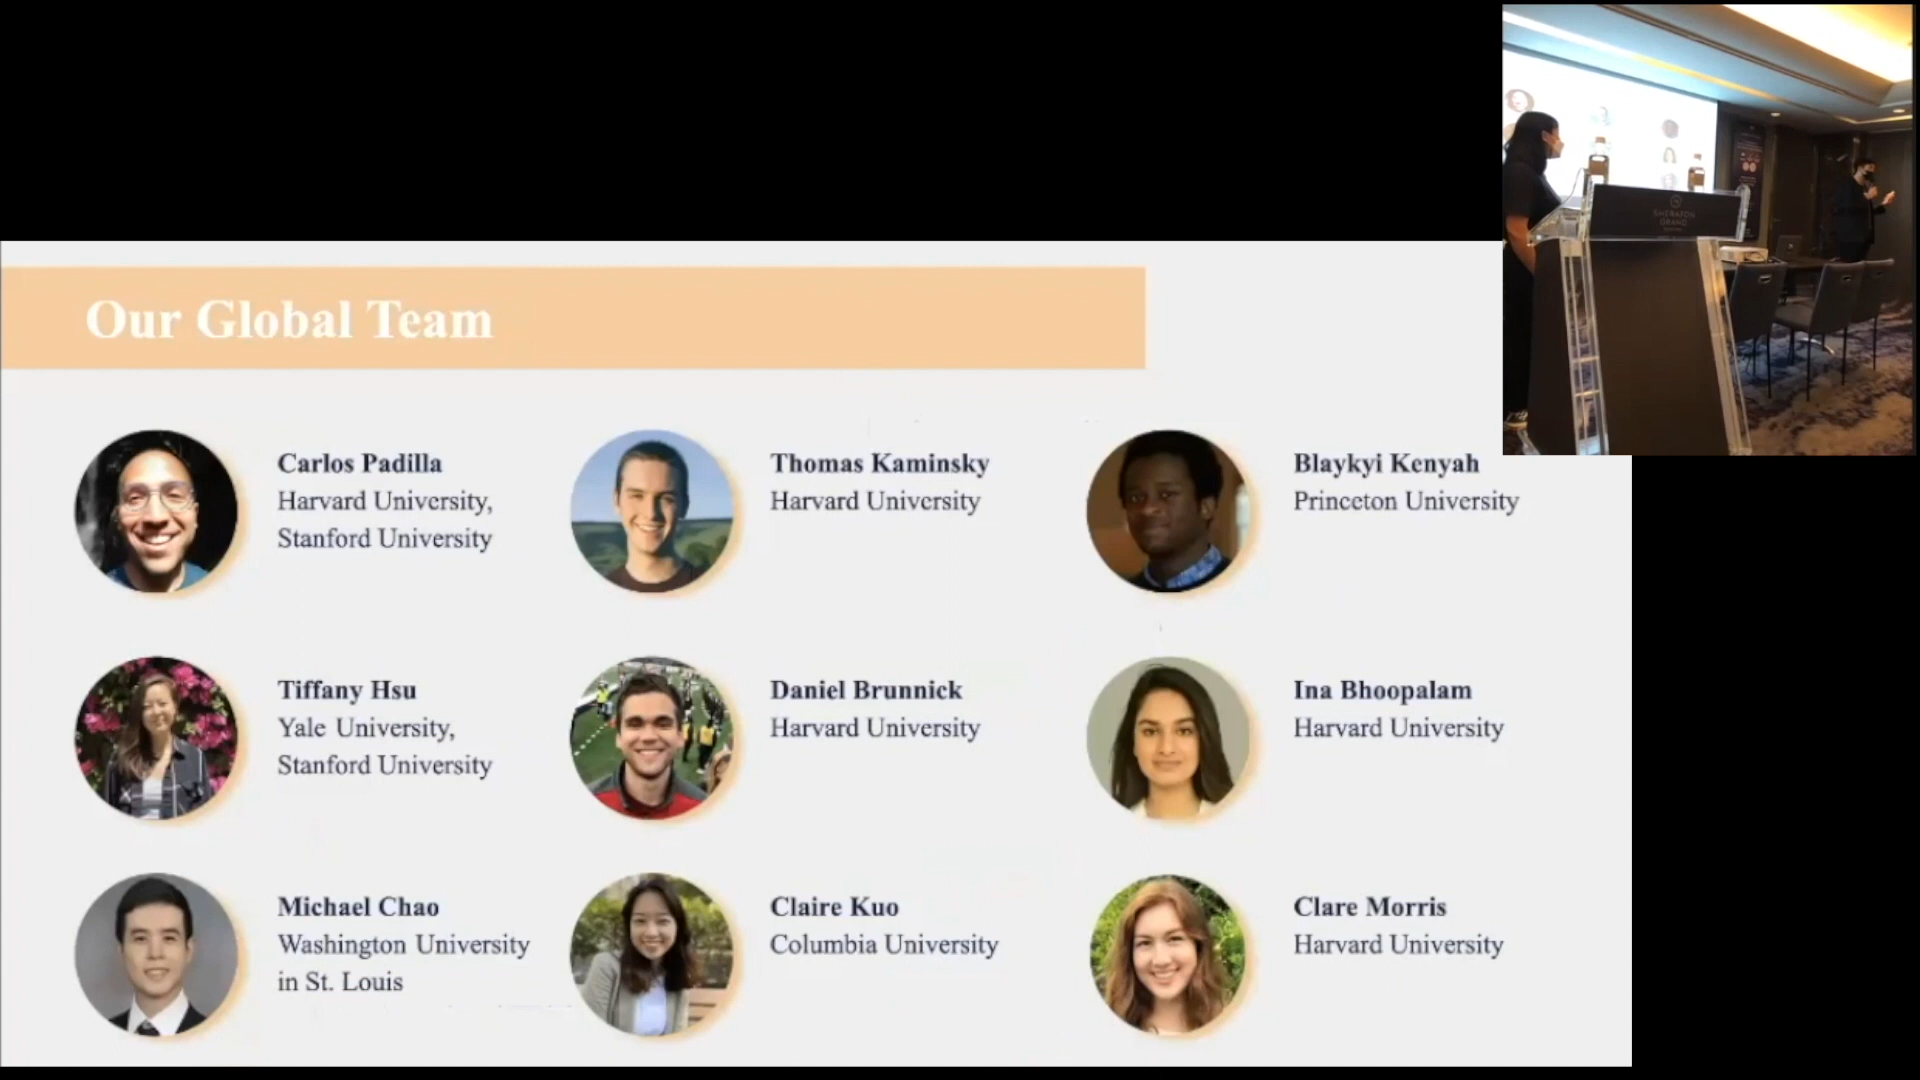 Our Global Team
Carlos Padilla
Harvard University,
Stanford University
Thomas Kaminsky
Harvard University
Blaykyi Kenyah
Princeton University
Tiffany Hsu
Yale University,
Stanford University
Daniel Brunnick
Harvard University
Ina Bhoopalam
Harvard University
Michael Chao
Washington University
in St. Louis
Claire Kuo
Columbia University
Clare Morris
Harvard University
SHERATON
GRAND